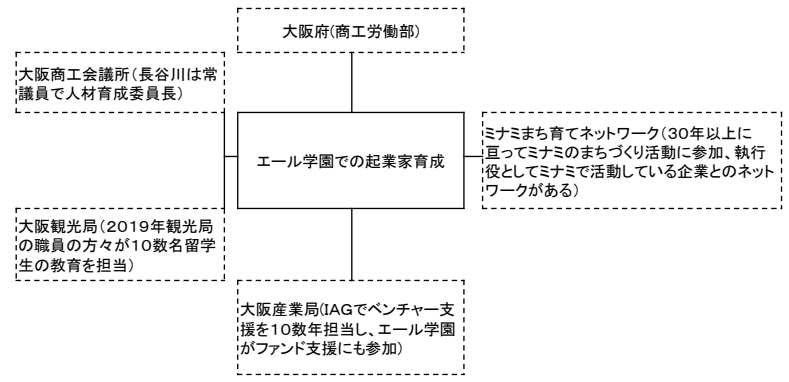 大阪府(商工労働部)
大阪商工会議所(長谷川は常
議員で人材育成委員長)
エール学園での起業家育成
ミナミまち育てネットワーク(30年以上に
亘ってミナミのまちづくり活動に参加、執行
役としてミナミで活動している企業とのネット
ワークがある)
大阪観光局(2019年観光局
の職員の方々が10数名留学
生の教育を担当)
大阪産業局(IAGでベンチャー支
援を10数年担当し、エール学園
がファンド支援にも参加)